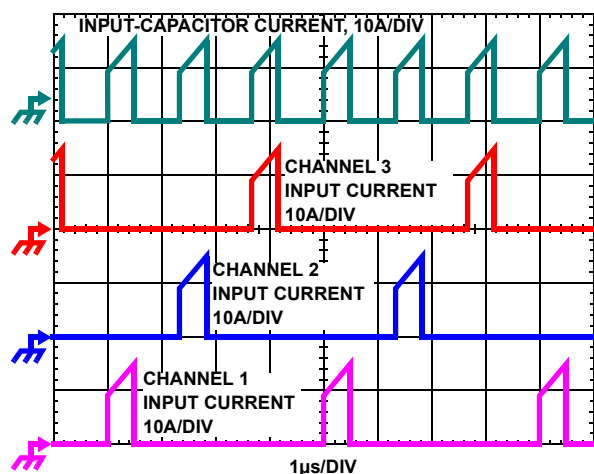 INPUT-CAPACITOR CURRENT, 10A/DIV
CHANNEL 3
INPUT CURRENT
10A/DIV
CHANNEL 2
INPUT CURRENT
10A/DIV
CHANNEL 1
INPUT CURRENT
10A/DIV
1µs/DIV